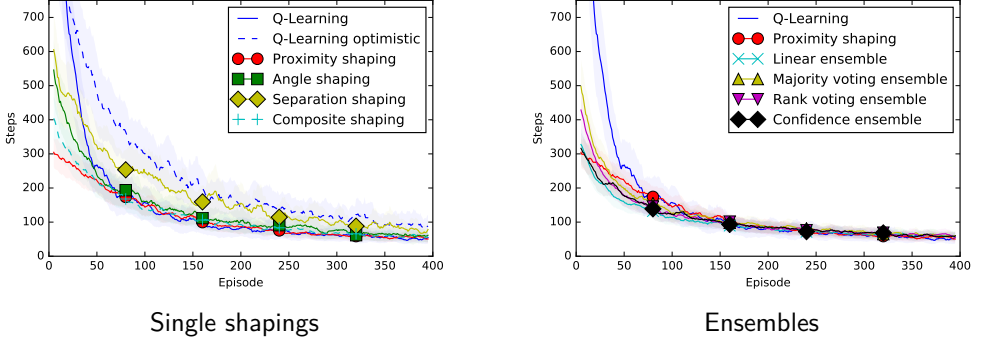 700
600
500
400
300
200
100
0
Steps
0 50 100 150 200 250 300 350 400
Episode
Q-Learning
Q-Learning optimistic
Proximity shaping
Angle shaping
Separation shaping
Composite shaping
Single shapings
700
600
500
400
300
200
100
0
Steps
0 50 100 150 200 250 300 350 400
Episode
Q-Learning
Proximity shaping
Linear ensemble
Majority voting ensemble
Rank voting ensemble
Confidence ensemble
Ensembles